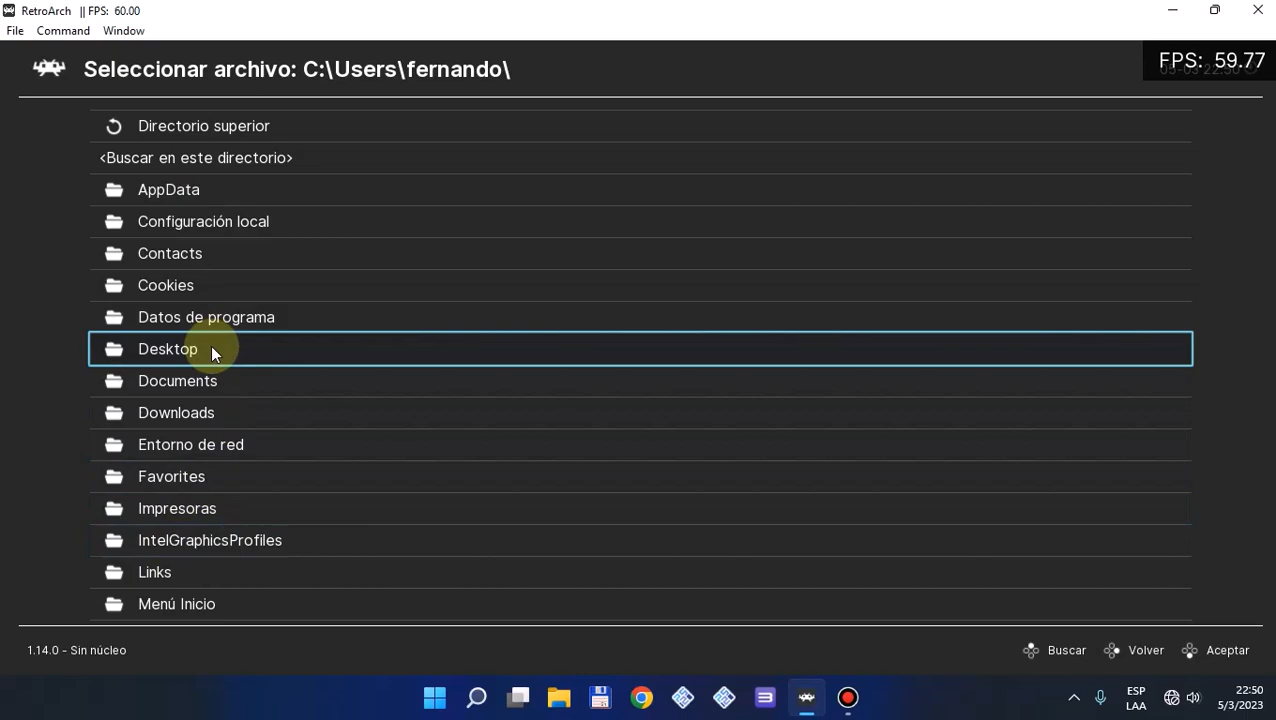 RetroArch || FPS: 60.00
File Command Window
Seleccionar archivo: C:\Users\fernando\
FPS: 59.77
Directorio superior
<Buscar en este directorio>
AppData
Configuración local
Contacts
Cookies
Datos de programa
Desktop
Documents
Downloads
Entorno de red
Favorites
Impresoras
IntelGraphicsProfiles
Links
Menú Inicio
1.14.0 - Sin núcleo
Buscar Volver Aceptar
ESP
LAA
22:50
5/3/2023